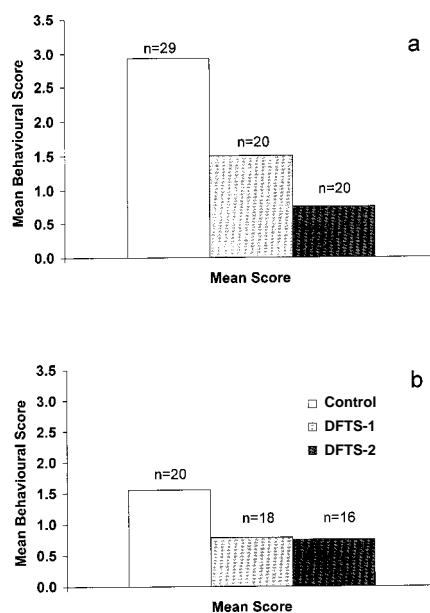 a
3.5
3.0
2.5
2.0
1.5
1.0
0.5
0.0
Mean Behavioural Score
n=29
n=20
n=20
Mean Score
b
3.5
3.0
2.5
2.0
1.5
1.0
0.5
0.0
Mean Behavioural Score
Control
DFTS-1
DFTS-2
n=20
n=18
n=16
Mean Score